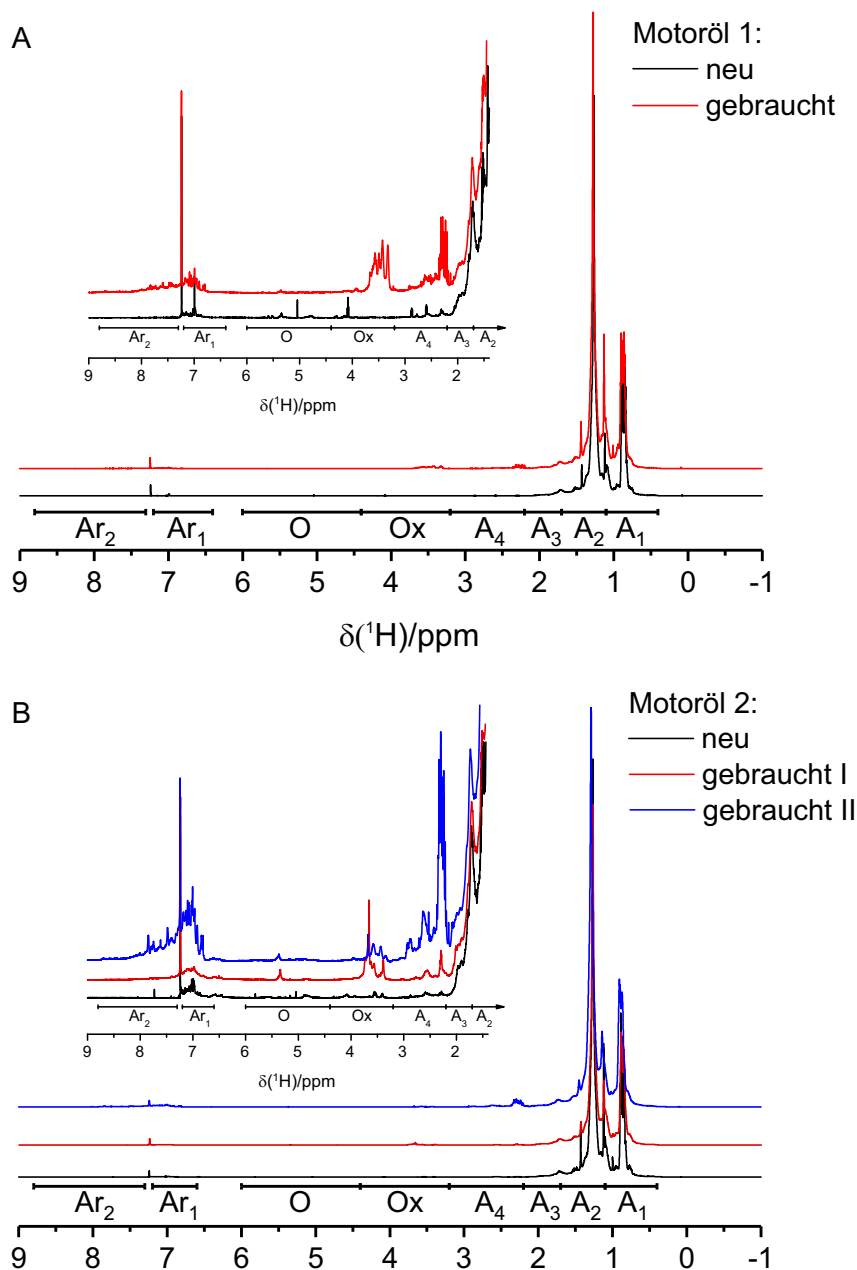 A
Motoröl 1:
neu
gebraucht
Ar2 Ar1 O Ox A4 A3 A2
9 8 7 6 5 4 3 2
δ(¹H)/ppm
Ar2 Ar1 O Ox A4 A3 A2 A1
9 8 7 6 5 4 3 2 1 0 -1
δ(¹H)/ppm
B
Motoröl 2:
neu
gebraucht I
gebraucht II
Ar2 Ar1 O Ox A4 A3 A2
9 8 7 6 5 4 3 2
δ(¹H)/ppm
Ar2 Ar1 O Ox A4 A3 A2 A1
9 8 7 6 5 4 3 2 1 0 -1